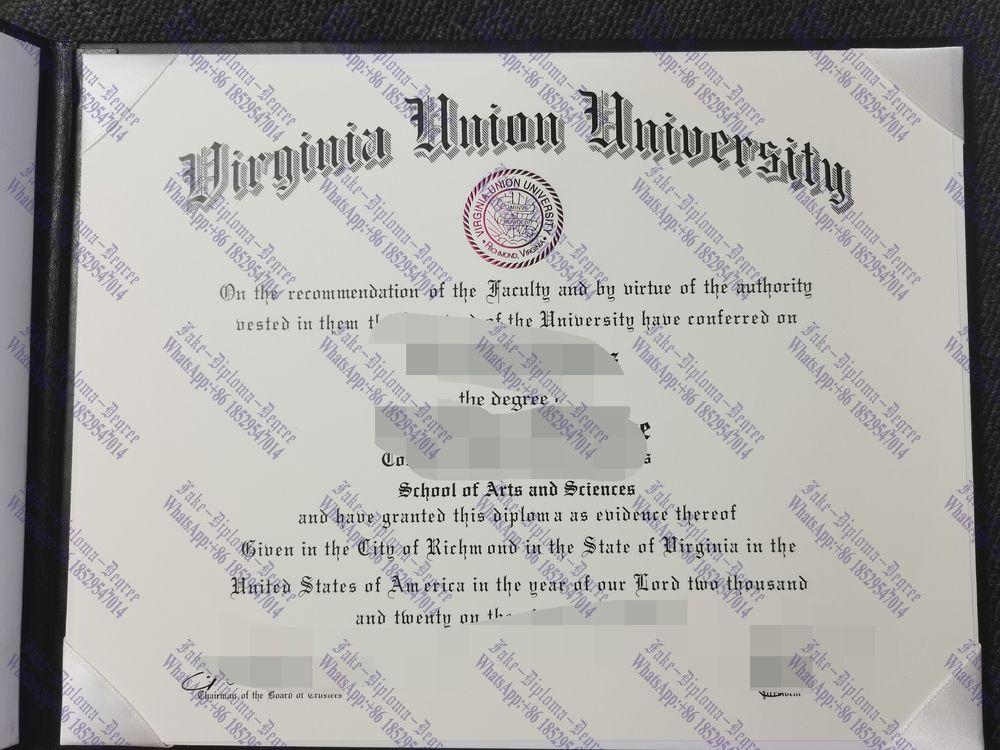 Virginia Union University
VIRGINIA UNION UNIVERSITY
RICHMOND, VIRGINIA
On the recommendation of the Faculty and by virtue of the authority
vested in them of the University have conferred on
the degree
School of Arts and Sciences
and have granted this diploma as evidence thereof
Given in the City of Richmond in the State of Virginia in the
United States of America in the year of our Lord two thousand
and twenty on the
Chairman of the Board of Trustees
President
Fake-Diploma-Degree
WhatsApp:+86 18529547014